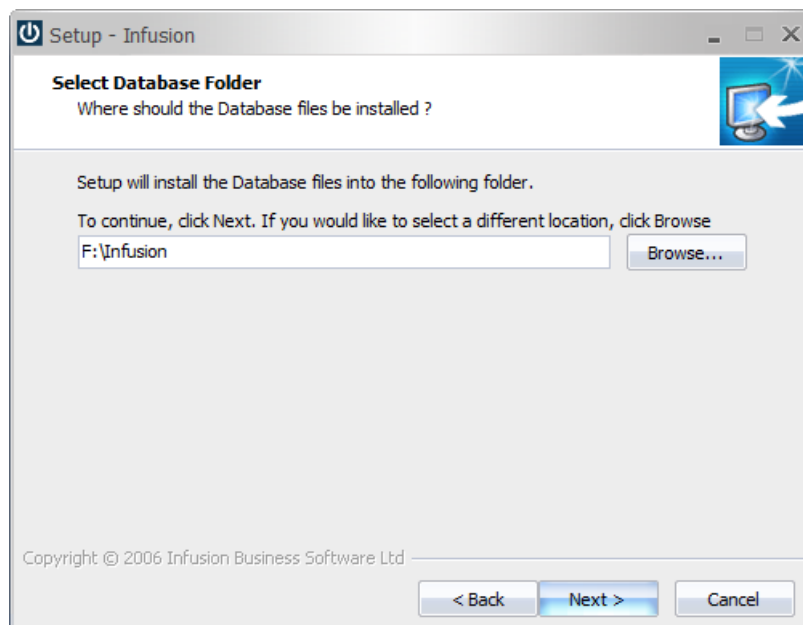 Setup - Infusion
Select Database Folder
Where should the Database files be installed ?
Setup will install the Database files into the following folder.
To continue, click Next. If you would like to select a different location, click Browse
F:\Infusion
Browse...
Copyright © 2006 Infusion Business Software Ltd
< Back
Next >
Cancel